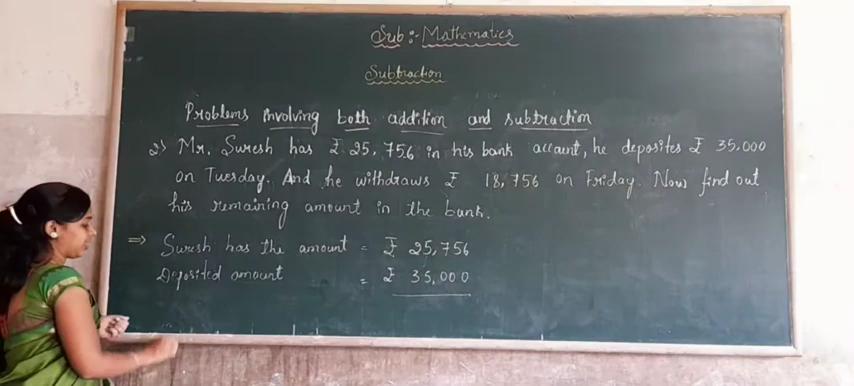 Sub :- Mathematics
Subtraction
Problems involving both addition and subtraction
2) Mr. Suresh has ₹ 25,756 in his bank account, he deposites ₹ 35,000
on Tuesday. And he withdraws ₹ 18,756 on Friday. Now find out
his remaining amount in the bank.
⇒ Suresh has the amount = ₹ 25,756
Deposited amount = ₹ 35,000